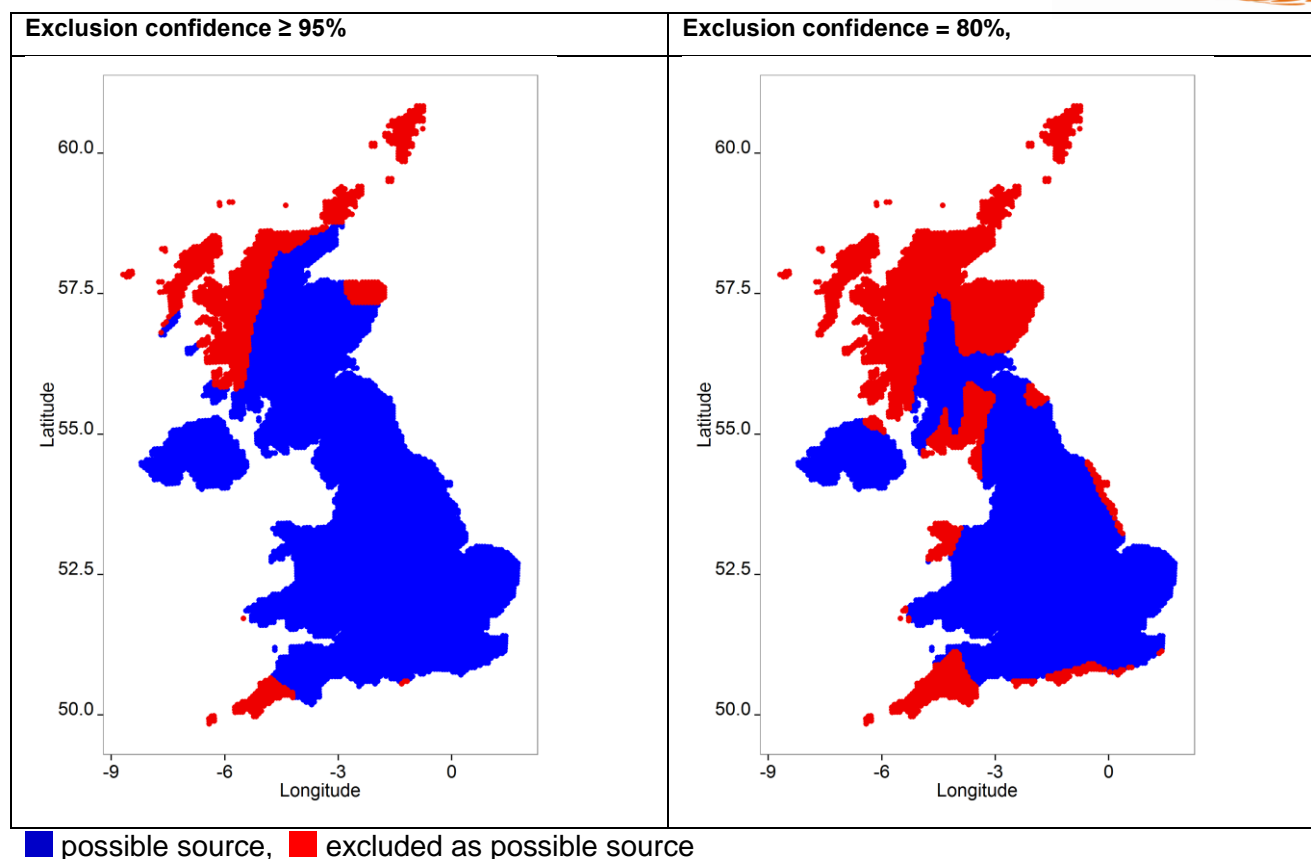 Exclusion confidence ≥ 95%
Exclusion confidence = 80%,
60.0
57.5
55.0
52.5
50.0
Latitude
-9
-6
-3
0
Longitude
60.0
57.5
55.0
52.5
50.0
Latitude
-9
-6
-3
0
Longitude
possible source, excluded as possible source